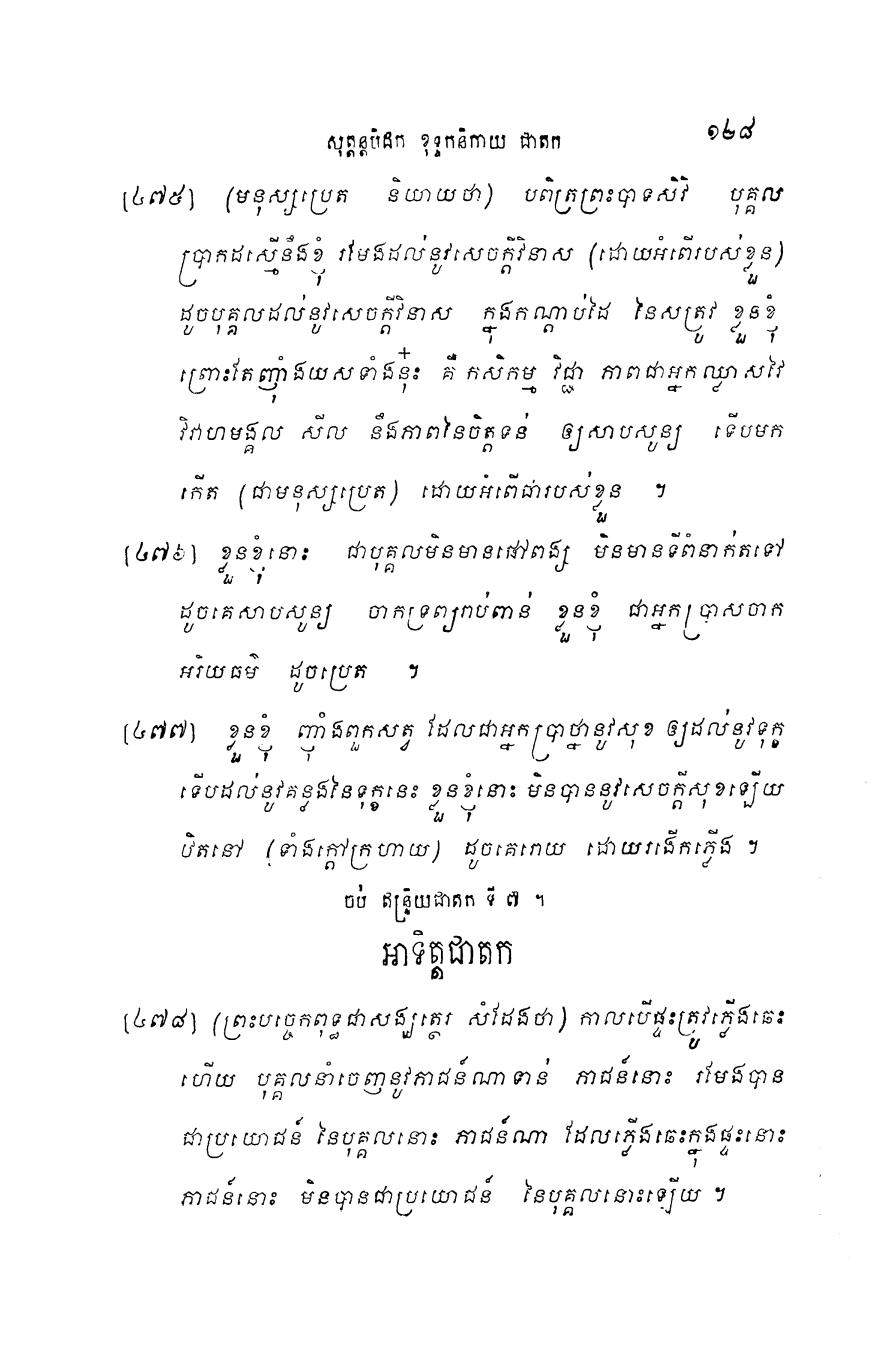 សុត្តន្តបិដក ខុទ្ទកនិកាយ ជាតក
១២៨
[៤៧៥] (មនុស្សប្រេត និយាយថា) បពិត្រព្រះបាទសិវិ បុគ្គល
ប្រាកដស្មើនឹងខ្ញុំ រមែងដល់នូវសេចក្តីវិនាស (ដោយអំពើរបស់ខ្លួន)
ដូចបុគ្គលដល់នូវសេចក្តីវិនាស ក្នុងកណ្តាប់ដៃ នៃសត្រូវ ខ្លួនខ្ញុំ
ព្រោះតែញ៉ាំងយសទាំងនុ៎ះ គឺ កសិកម្ម វិជ្ជា ភាពជាអ្នកឈ្លាសវៃ
វិវាហមង្គល សីល នឹងភាពនៃចិត្តទន់ ឲ្យសាបសូន្យ ទើបមក
កើត (ជាមនុស្សប្រេត) ដោយអំពើជារបស់ខ្លួន ។
[៤៧៦] ខ្លួនខ្ញុំនោះ ជាបុគ្គលមិនមានផៅពង្ស មិនមានទីពំនាក់តទៅ
ដូចគេសាបសូន្យ ចាកទ្រព្យរាប់ពាន់ ខ្លួនខ្ញុំ ជាអ្នកប្រាសចាក
អរិយធម៌ ដូចប្រេត ។
[៤៧៧] ខ្លួនខ្ញុំ ញ៉ាំងពួកសត្វ ដែលជាអ្នកប្រាថ្នានូវសុខ ឲ្យដល់នូវទុក្ខ
ទើបដល់នូវគន្លងនៃទុក្ខនេះ ខ្លួនខ្ញុំនោះ មិនបាននូវសេចក្តីសុខឡើយ
ឋិតនៅ (ទាំងក្តៅក្រហាយ) ដូចគេរោយ ដោយរងើកភ្លើង ។
ចប់ ឥន្ទ្រិយជាតក ទី ៧ ។
អាទិត្តជាតក
[៤៧៨] (ព្រះបច្ចេកពុទ្ធជាសង្ឃត្ថេរ សំដែងថា) កាលបើផ្ទះត្រូវភ្លើងឆេះ
ហើយ បុគ្គលនាំចេញនូវភាជន៍ណាទាន់ ភាជន៍នោះ រមែងបាន
ជាប្រយោជន៍ នៃបុគ្គលនោះ ភាជន៍ណា ដែលភ្លើងឆេះក្នុងផ្ទះនោះ
ភាជន៍នោះ មិនបានជាប្រយោជន៍ នៃបុគ្គលនោះឡើយ ។